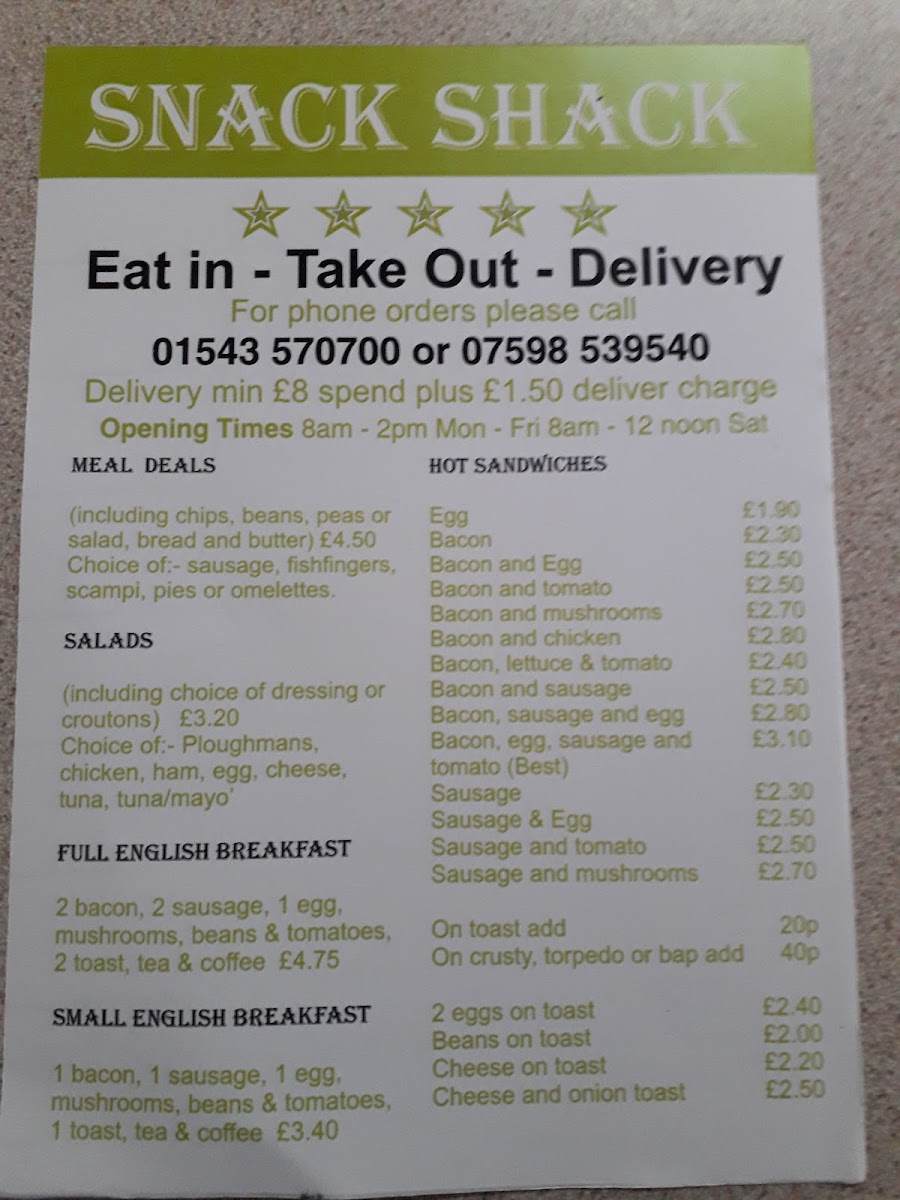 SNACK SHACK
Eat in - Take Out - Delivery
For phone orders please call
01543 570700 or 07598 539540
Delivery min £8 spend plus £1.50 deliver charge
Opening Times 8am - 2pm Mon - Fri 8am - 12 noon Sat
MEAL DEALS
(including chips, beans, peas or
salad, bread and butter) £4.50
Choice of:- sausage, fishfingers,
scampi, pies or omelettes.
SALADS
(including choice of dressing or
croutons) £3.20
Choice of:- Ploughmans,
chicken, ham, egg, cheese,
tuna, tuna/mayo'
FULL ENGLISH BREAKFAST
2 bacon, 2 sausage, 1 egg,
mushrooms, beans & tomatoes,
2 toast, tea & coffee £4.75
SMALL ENGLISH BREAKFAST
1 bacon, 1 sausage, 1 egg,
mushrooms, beans & tomatoes,
1 toast, tea & coffee £3.40
HOT SANDWICHES
Egg £1.90
Bacon £2.30
Bacon and Egg £2.50
Bacon and tomato £2.50
Bacon and mushrooms £2.70
Bacon and chicken £2.80
Bacon, lettuce & tomato £2.40
Bacon and sausage £2.50
Bacon, sausage and egg £2.80
Bacon, egg, sausage and £3.10
tomato (Best)
Sausage £2.30
Sausage & Egg £2.50
Sausage and tomato £2.50
Sausage and mushrooms £2.70
On toast add 20p
On crusty, torpedo or bap add 40p
2 eggs on toast £2.40
Beans on toast £2.00
Cheese on toast £2.20
Cheese and onion toast £2.50